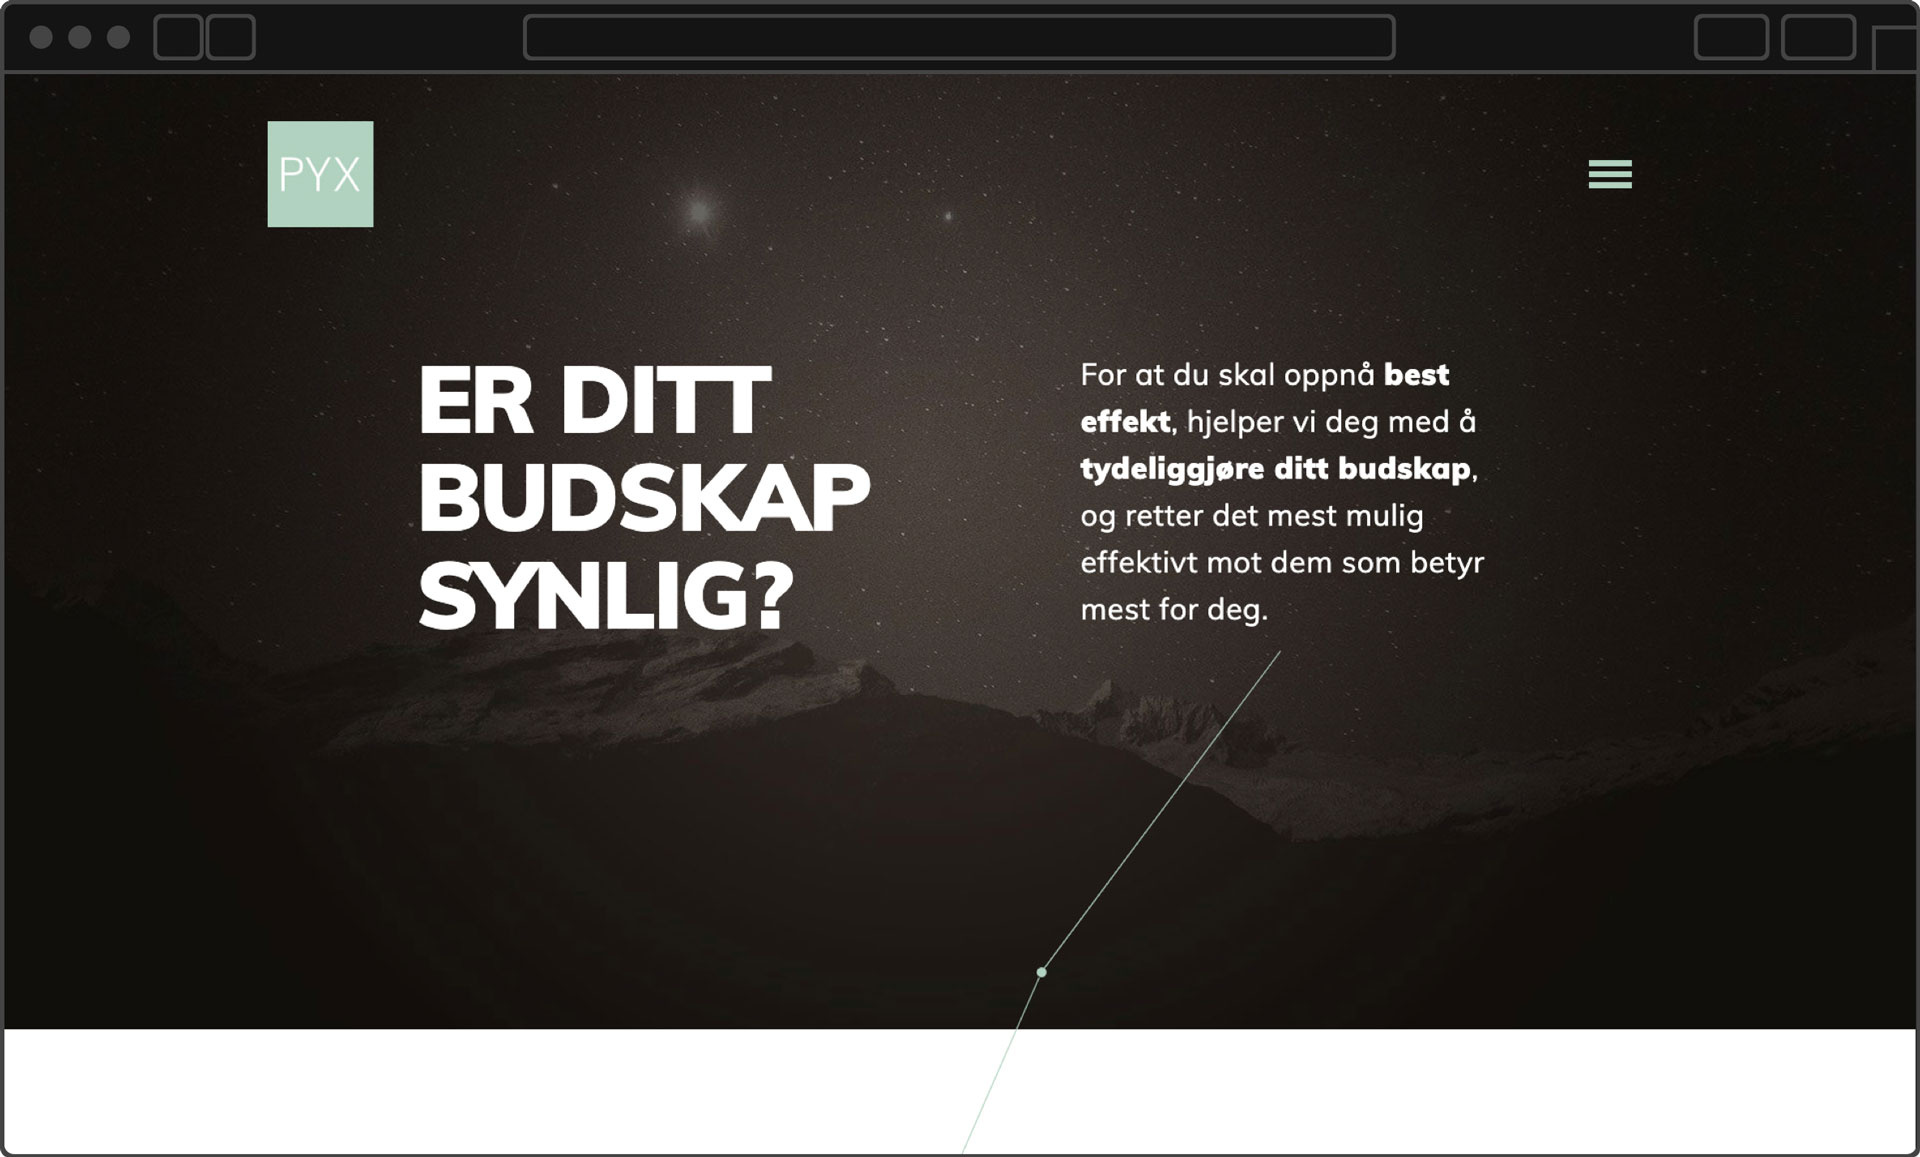 PYX
ER DITT
BUDSKAP
SYNLIG?
For at du skal oppnå best
effekt, hjelper vi deg med å
tydeliggjøre ditt budskap,
og retter det mest mulig
effektivt mot dem som betyr
mest for deg.